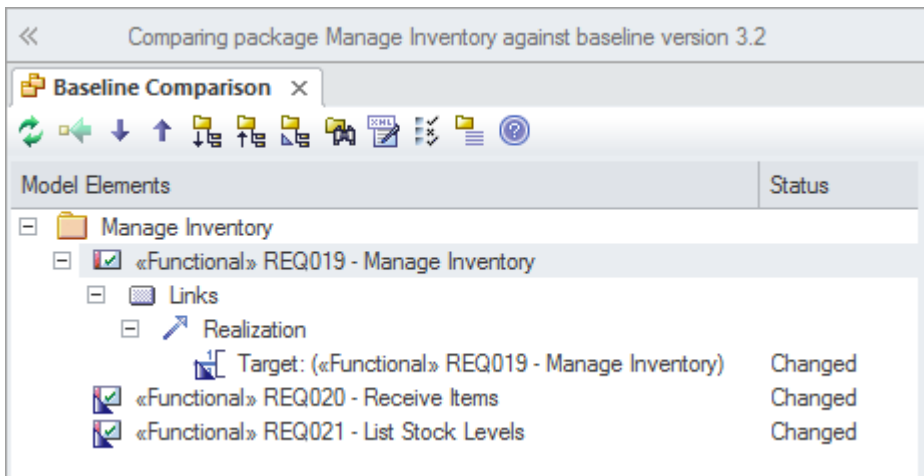 Comparing package Manage Inventory against baseline version 3.2
Baseline Comparison
Model Elements Status
Manage Inventory
«Functional» REQ019 - Manage Inventory
Links
Realization
Target: («Functional» REQ019 - Manage Inventory) Changed
«Functional» REQ020 - Receive Items Changed
«Functional» REQ021 - List Stock Levels Changed